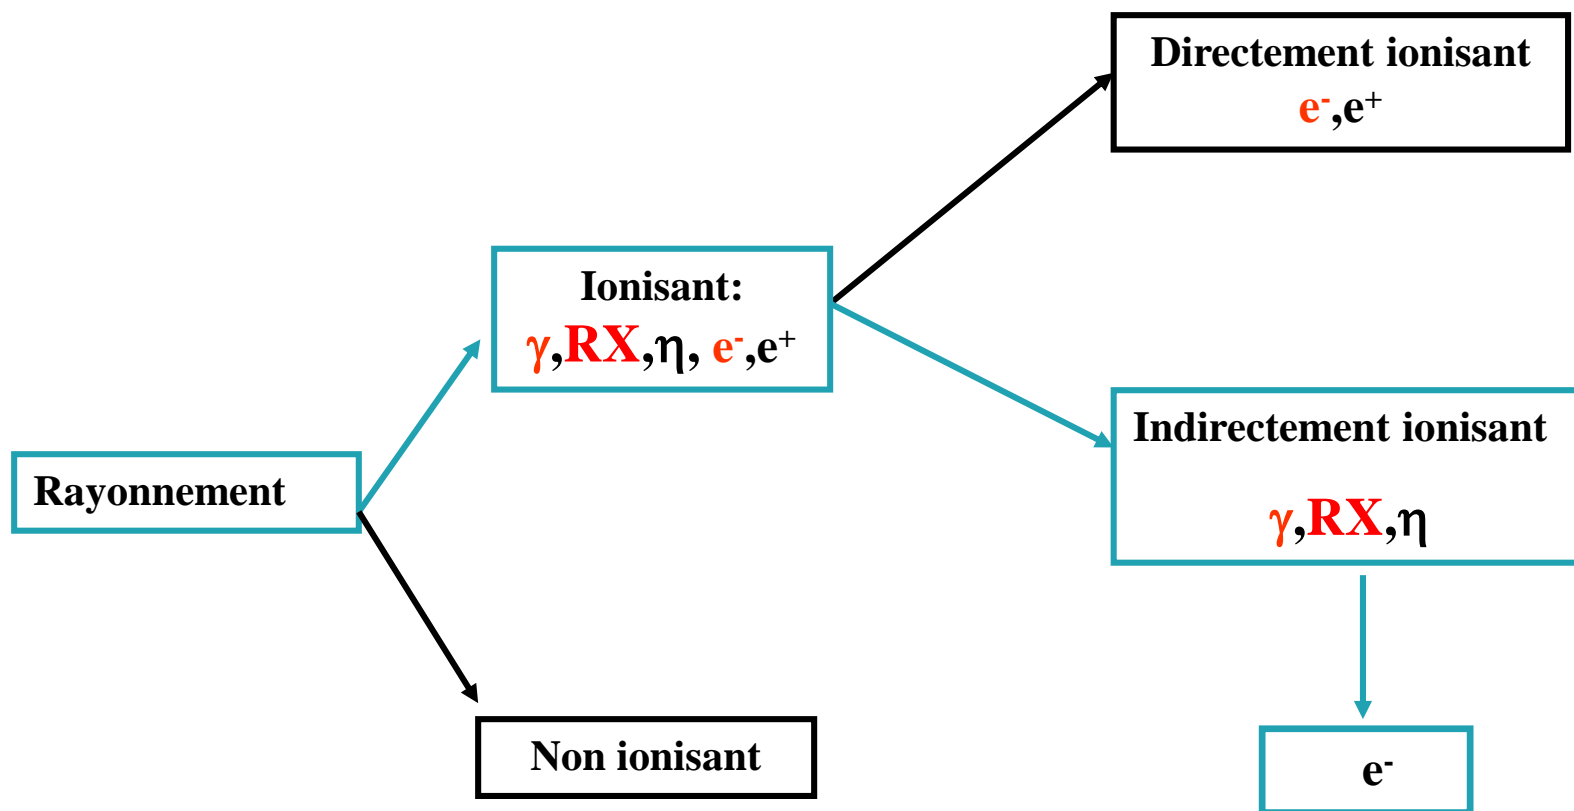 Directement ionisant
e⁻,e⁺
Ionisant:
γ,RX,η, e⁻,e⁺
Indirectement ionisant
γ,RX,η
Rayonnement
Non ionisant
e⁻